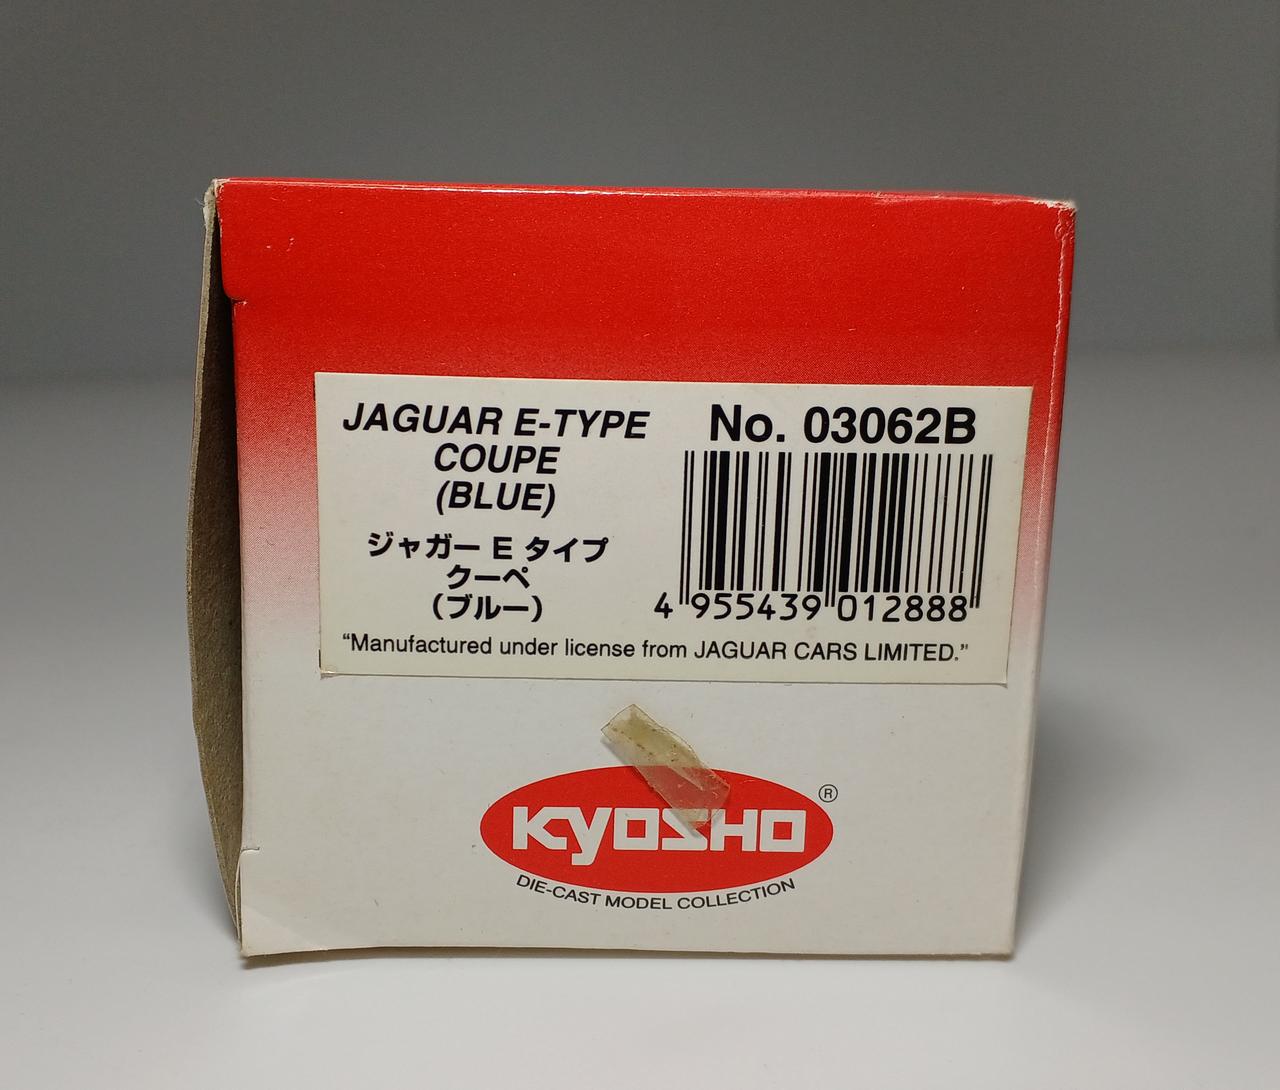 JAGUAR E-TYPE
COUPE
(BLUE)
ジャガー E タイプ
クーペ
（ブルー）
No. 03062B
4 955439 012888
“Manufactured under license from JAGUAR CARS LIMITED.”
KYOSHO ®
DIE-CAST MODEL COLLECTION